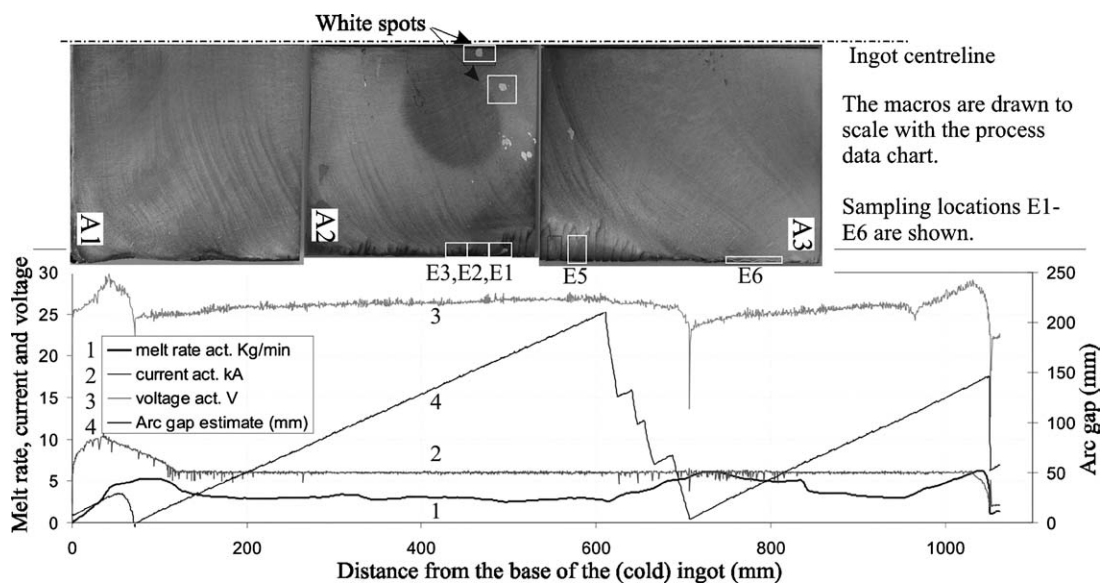 White spots
Ingot centreline
The macros are drawn to
scale with the process
data chart.
Sampling locations E1-
E6 are shown.
A1
A2
A3
E3,E2,E1
E5
E6
Melt rate, current and voltage
30
25
20
15
10
5
0
1 melt rate act. Kg/min
2 current act. kA
3 voltage act. V
4 Arc gap estimate (mm)
3
4
2
1
250
200
150
100
50
0
Arc gap (mm)
0 200 400 600 800 1000
Distance from the base of the (cold) ingot (mm)